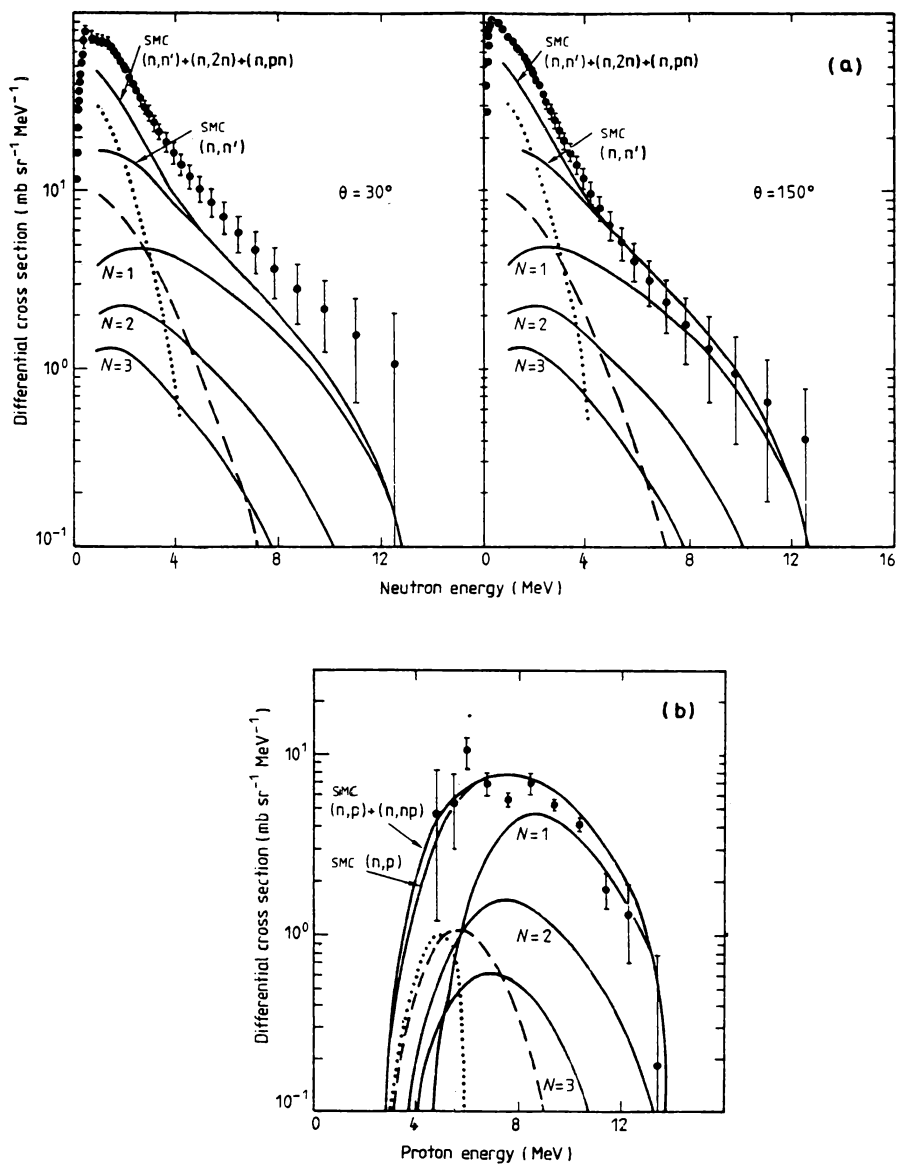 Differential cross section (mb sr⁻¹ MeV⁻¹)
10¹
10⁰
10⁻¹
SMC
(n,n')+(n,2n)+(n,pn)
SMC
(n,n')
θ = 30°
N=1
N=2
N=3
0
4
8
12
SMC
(n,n')+(n,2n)+(n,pn)
(a)
SMC
(n,n')
θ = 150°
N=1
N=2
N=3
0
4
8
12
16
Neutron energy (MeV)
Differential cross section (mb sr⁻¹ MeV⁻¹)
10¹
10⁰
10⁻¹
(b)
SMC
(n,p)+(n,np)
SMC (n,p)
N=1
N=2
N=3
0
4
8
12
Proton energy (MeV)